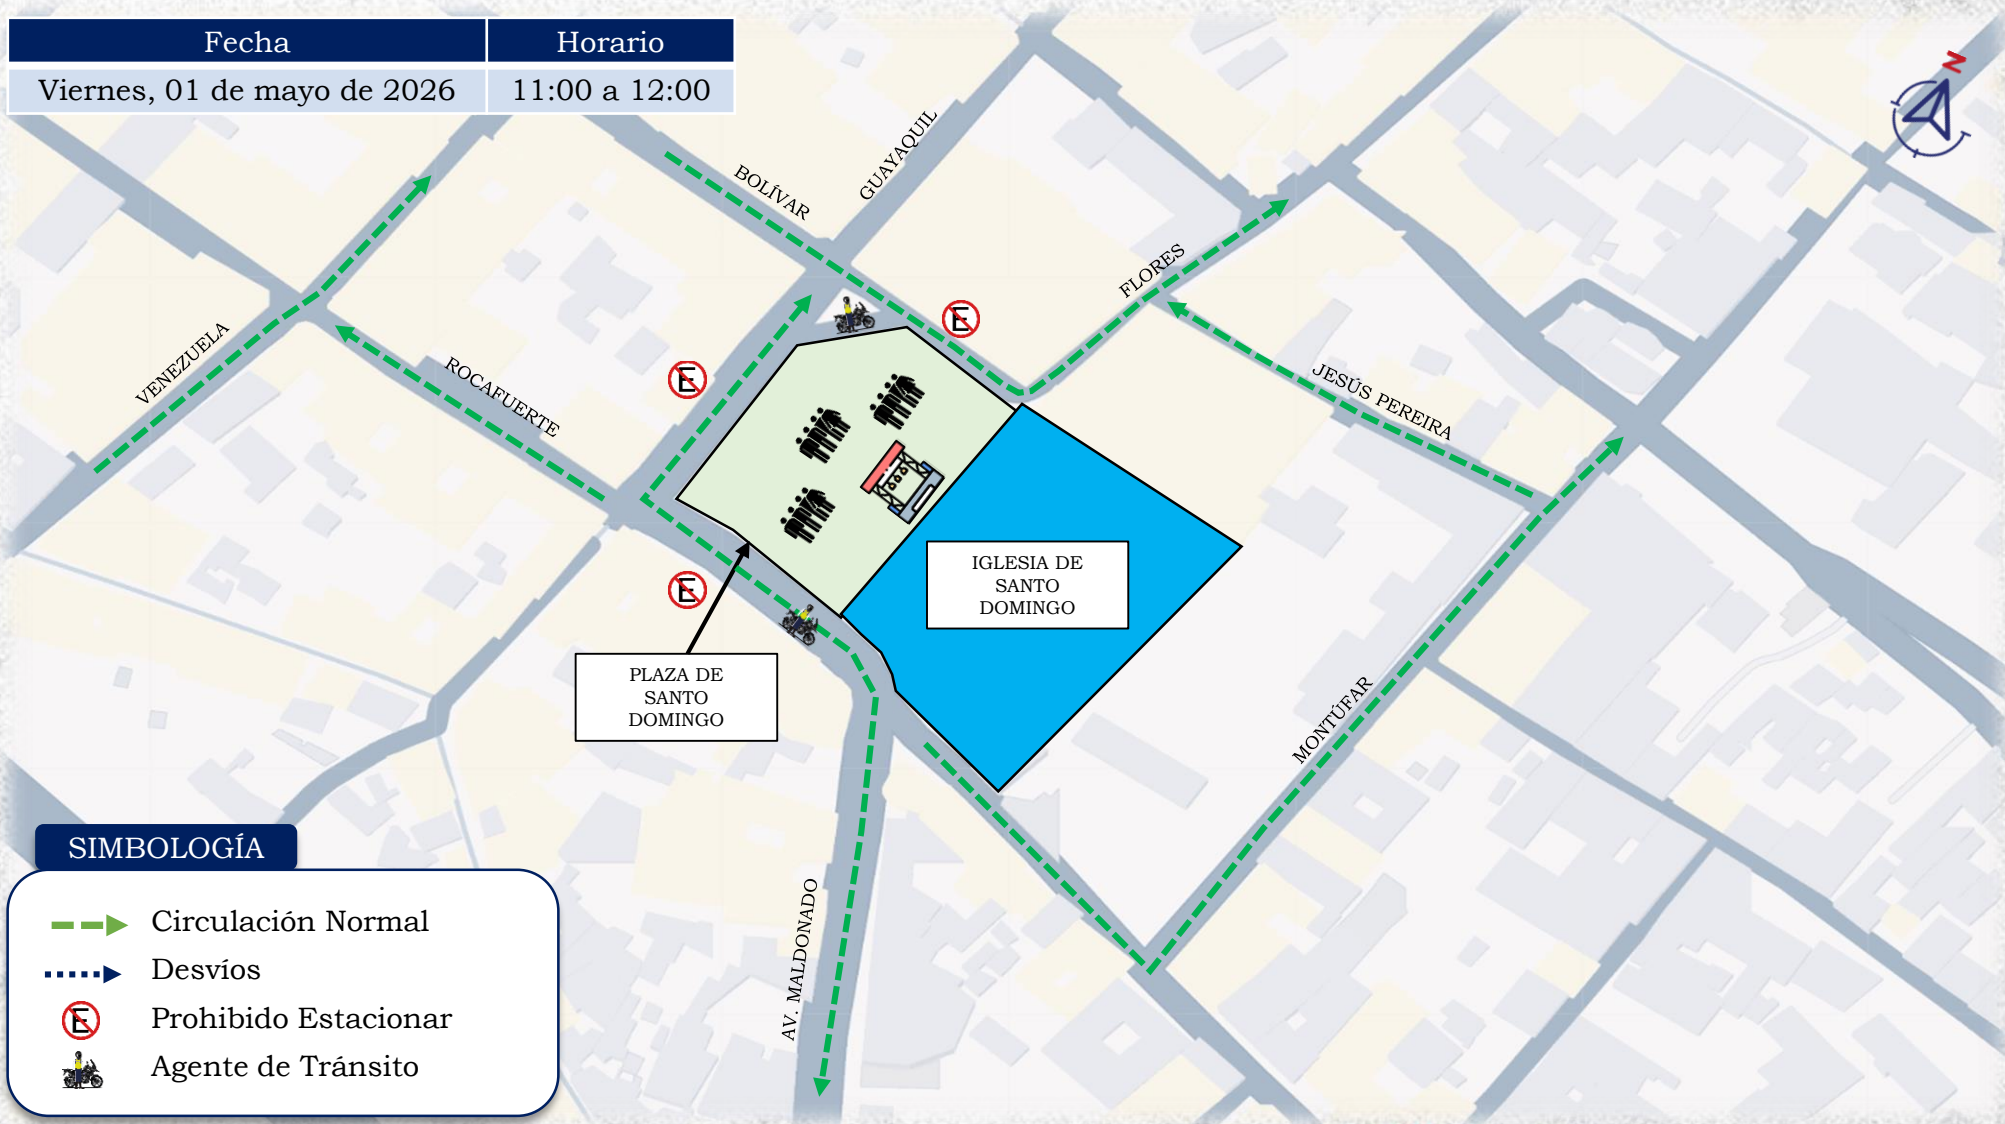 Fecha
Horario
Viernes, 01 de mayo de 2026
11:00 a 12:00
N
BOLÍVAR
GUAYAQUIL
FLORES
VENEZUELA
ROCAFUERTE
JESÚS PEREIRA
E
E
E
IGLESIA DE
SANTO
DOMINGO
PLAZA DE
SANTO
DOMINGO
MONTÚFAR
AV. MALDONADO
SIMBOLOGÍA
Circulación Normal
Desvíos
E
Prohibido Estacionar
Agente de Tránsito